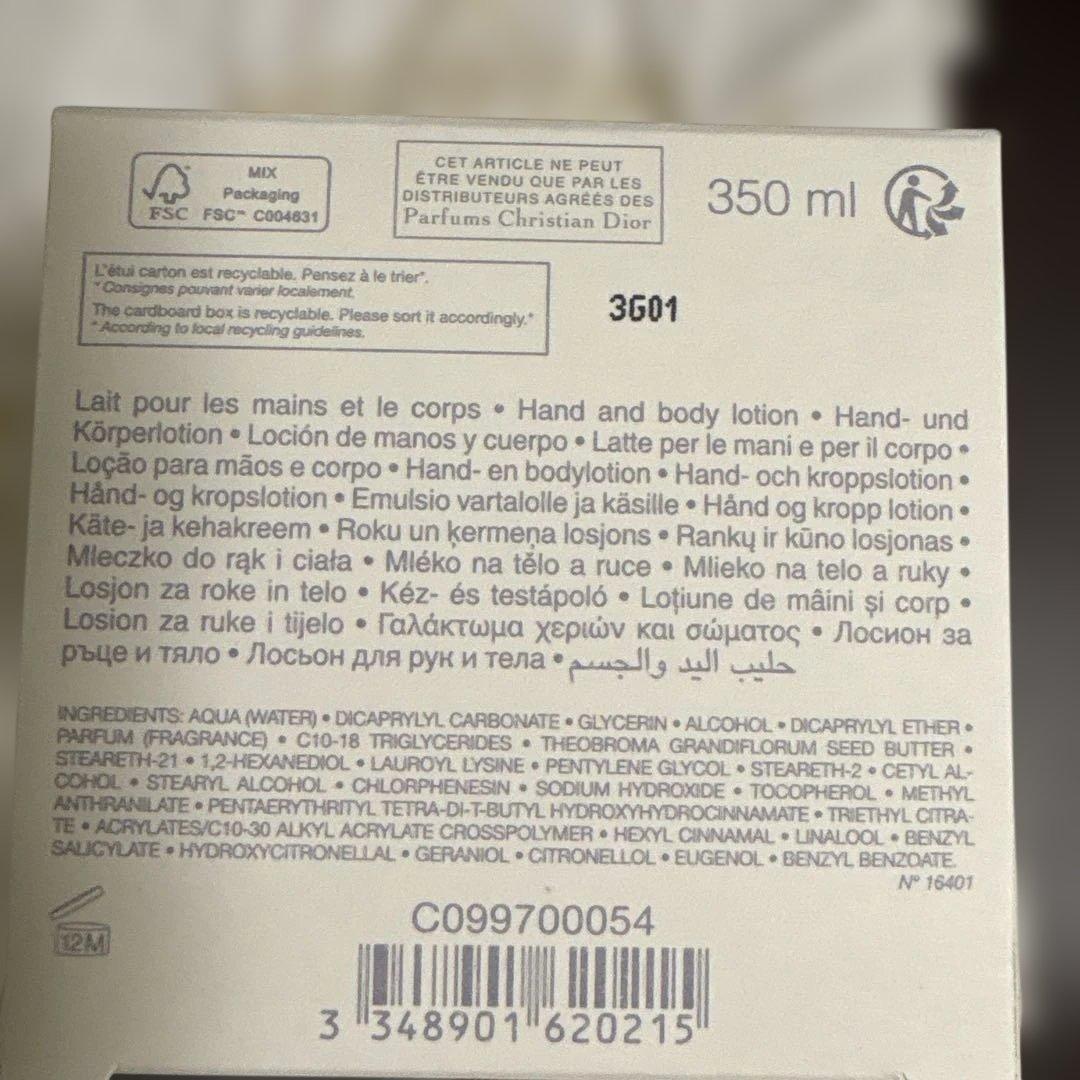 MIX
Packaging
FSC FSC™ C004631
CET ARTICLE NE PEUT
ÊTRE VENDU QUE PAR LES
DISTRIBUTEURS AGRÉÉS DES
Parfums Christian Dior
350 ml
L'étui carton est recyclable. Pensez à le trier*.
*Consignes pouvant varier localement.
The cardboard box is recyclable. Please sort it accordingly.*
*According to local recycling guidelines.
3G01
Lait pour les mains et le corps • Hand and body lotion • Hand- und
Körperlotion • Loción de manos y cuerpo • Latte per le mani e per il corpo •
Loção para mãos e corpo • Hand- en bodylotion • Hand- och kroppslotion •
Hånd- og kropslotion • Emulsio vartalolle ja käsille • Hånd og kropp lotion •
Käte- ja kehakreem • Roku un ķermeņa losjons • Rankų ir kūno losjonas •
Mleczko do rąk i ciała • Mléko na tělo a ruce • Mlieko na telo a ruky •
Losjon za roke in telo • Kéz- és testápoló • Loțiune de mâini și corp •
Losion za ruke i tijelo • Γαλάκτωμα χεριών και σώματος • Лосион за
ръце и тяло • Лосьон для рук и тела • حليب اليد والجسم
INGREDIENTS: AQUA (WATER) • DICAPRYLYL CARBONATE • GLYCERIN • ALCOHOL • DICAPRYLYL ETHER •
PARFUM (FRAGRANCE) • C10-18 TRIGLYCERIDES • THEOBROMA GRANDIFLORUM SEED BUTTER •
STEARETH-21 • 1,2-HEXANEDIOL • LAUROYL LYSINE • PENTYLENE GLYCOL • STEARETH-2 • CETYL AL-
COHOL • STEARYL ALCOHOL • CHLORPHENESIN • SODIUM HYDROXIDE • TOCOPHEROL • METHYL
ANTHRANILATE • PENTAERYTHRITYL TETRA-DI-T-BUTYL HYDROXYHYDROCINNAMATE • TRIETHYL CITRA-
TE • ACRYLATES/C10-30 ALKYL ACRYLATE CROSSPOLYMER • HEXYL CINNAMAL • LINALOOL • BENZYL
SALICYLATE • HYDROXYCITRONELLAL • GERANIOL • CITRONELLOL • EUGENOL • BENZYL BENZOATE.
N° 16401
12M
C099700054
3 348901 620215